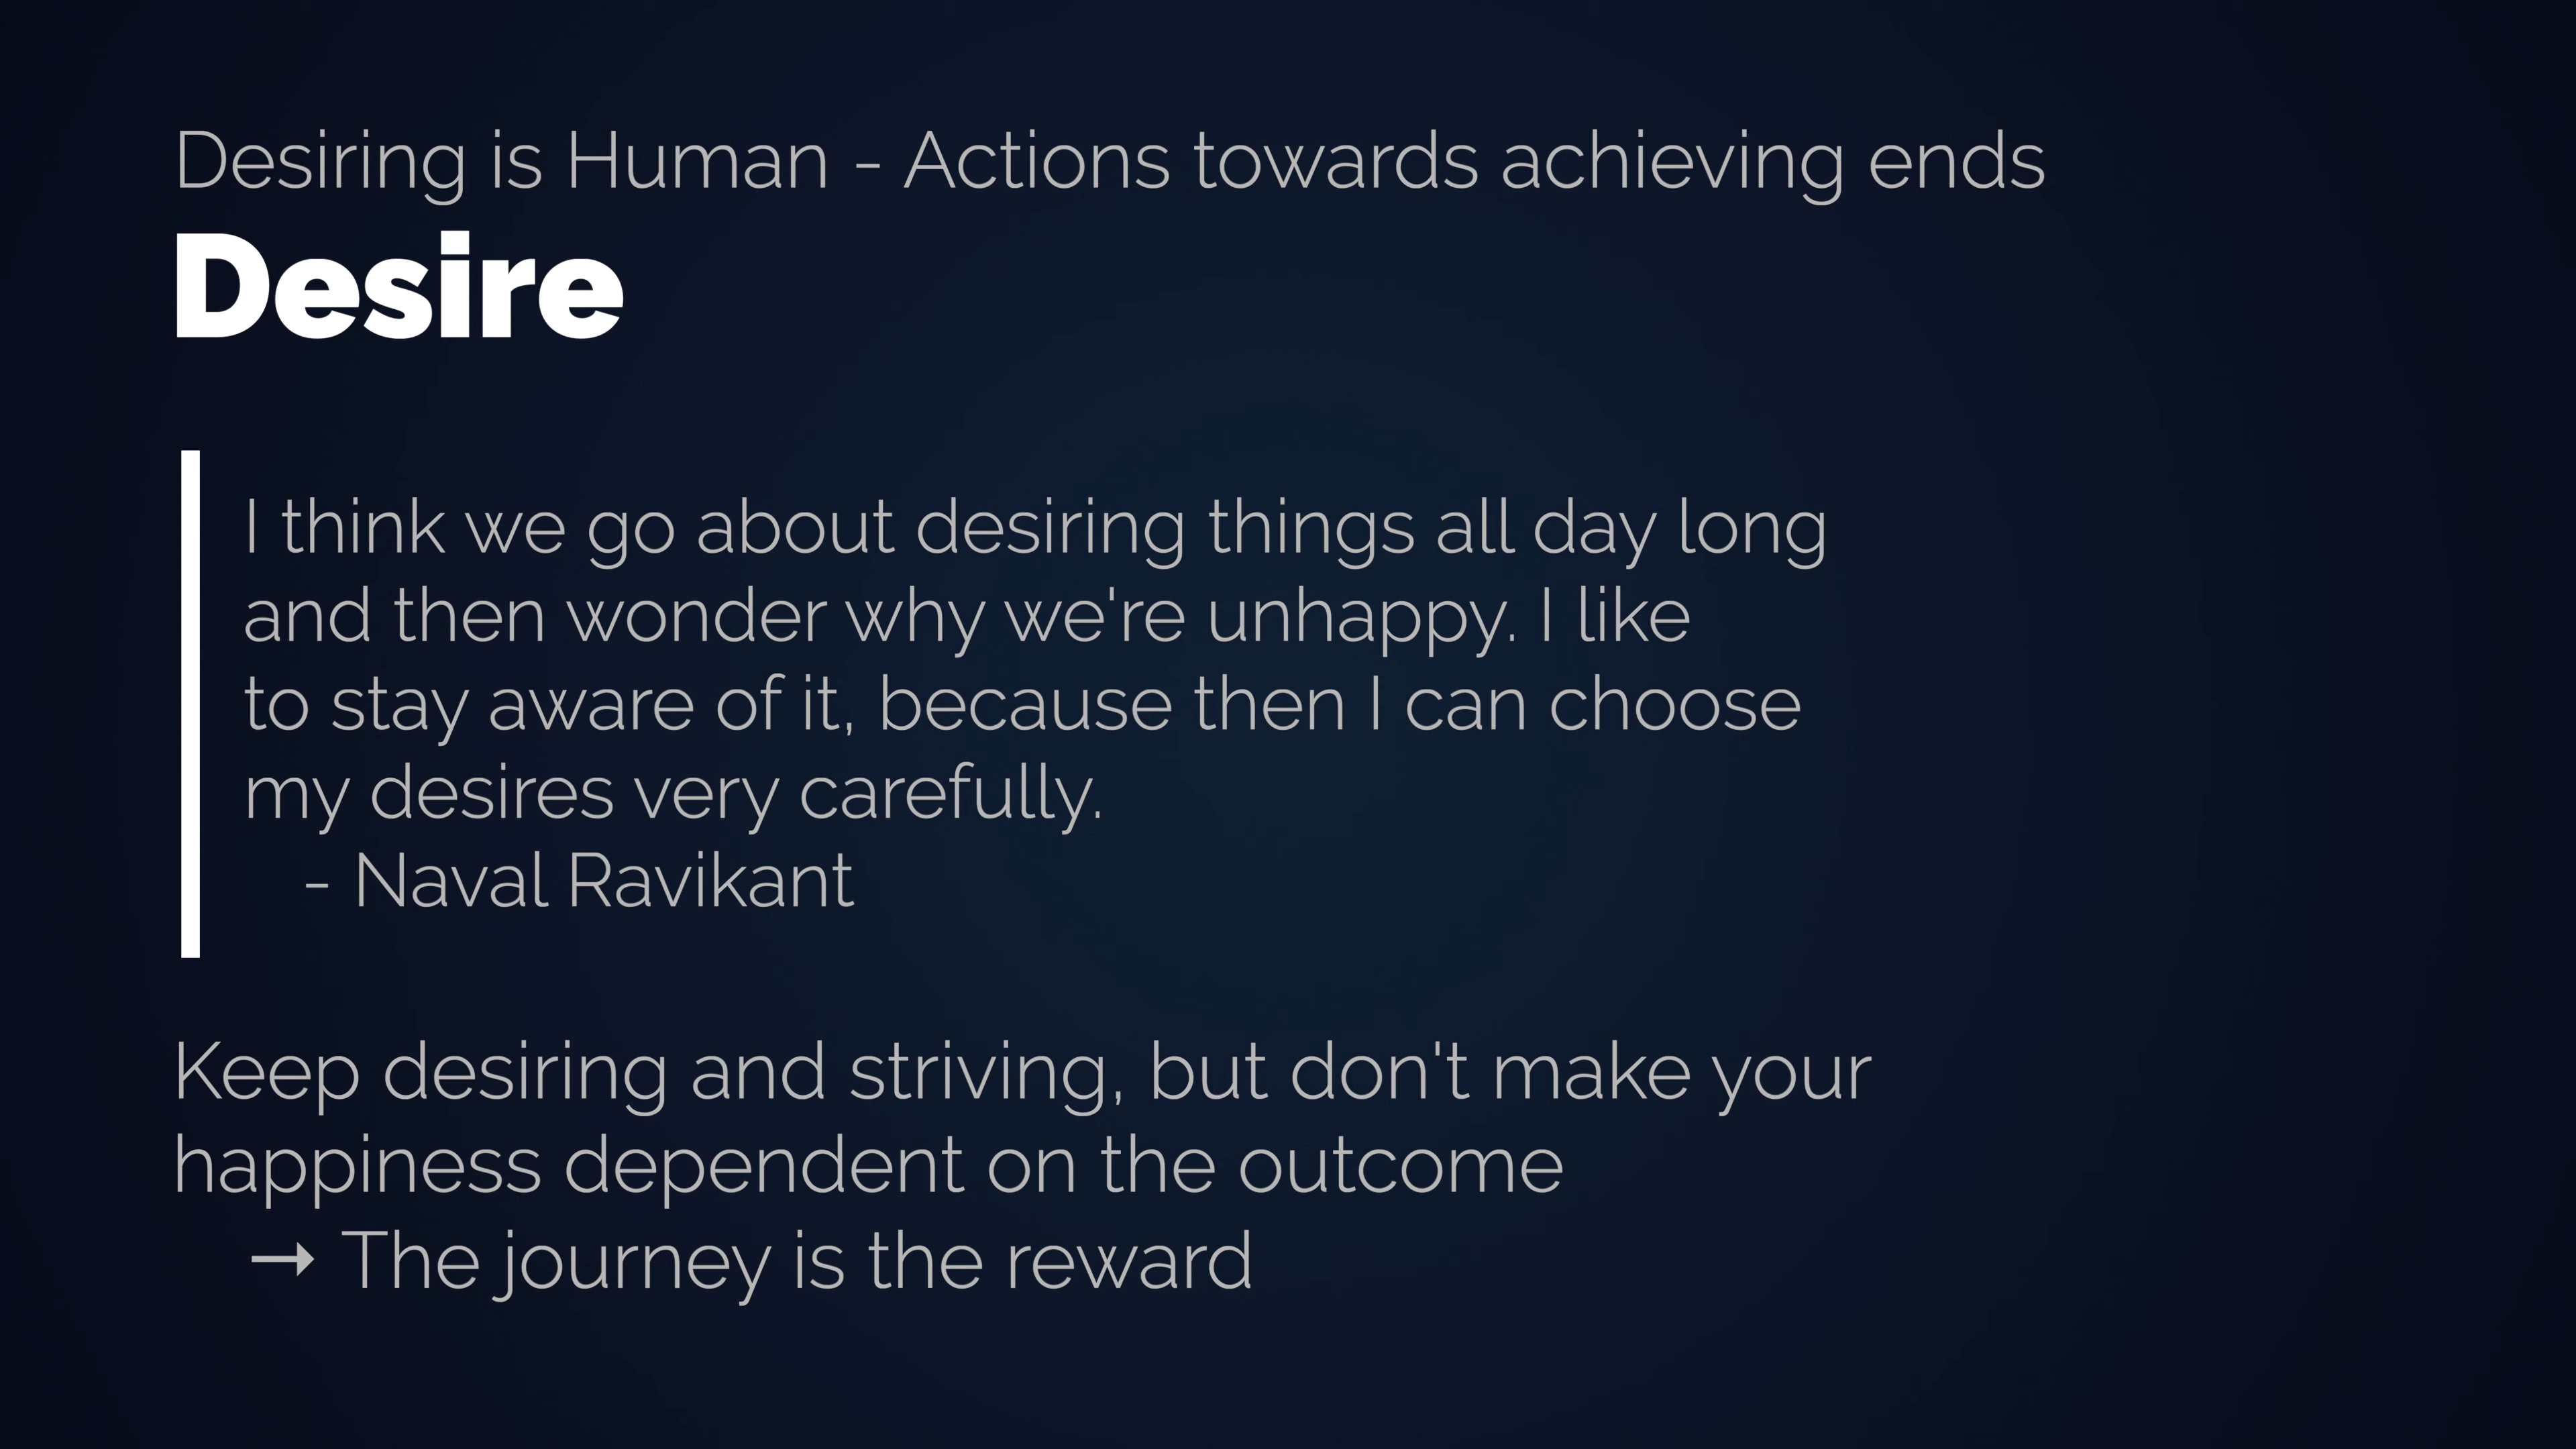 Desiring is Human - Actions towards achieving ends
Desire
I think we go about desiring things all day long
and then wonder why we're unhappy. I like
to stay aware of it, because then I can choose
my desires very carefully.
- Naval Ravikant
Keep desiring and striving, but don't make your
happiness dependent on the outcome
→ The journey is the reward